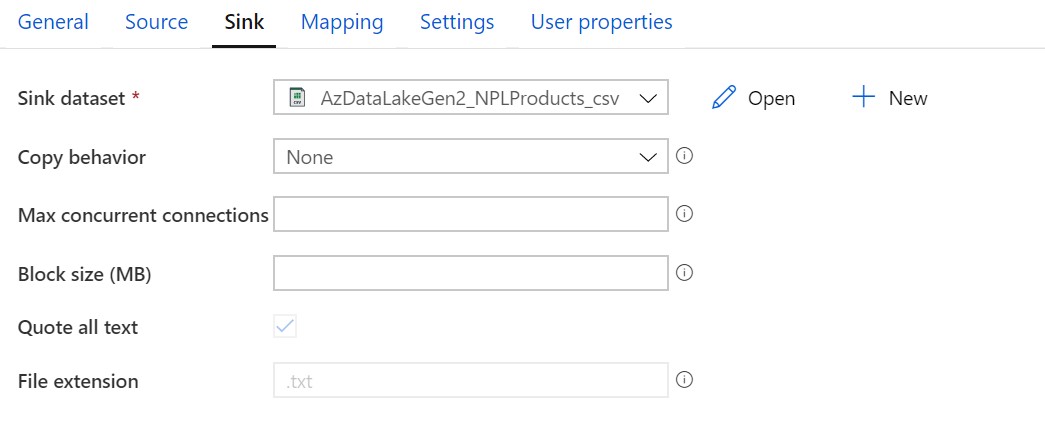 General Source Sink Mapping Settings User properties
Sink dataset * AzDataLakeGen2_NPLProducts_csv Open New
Copy behavior None
Max concurrent connections
Block size (MB)
Quote all text
File extension .txt